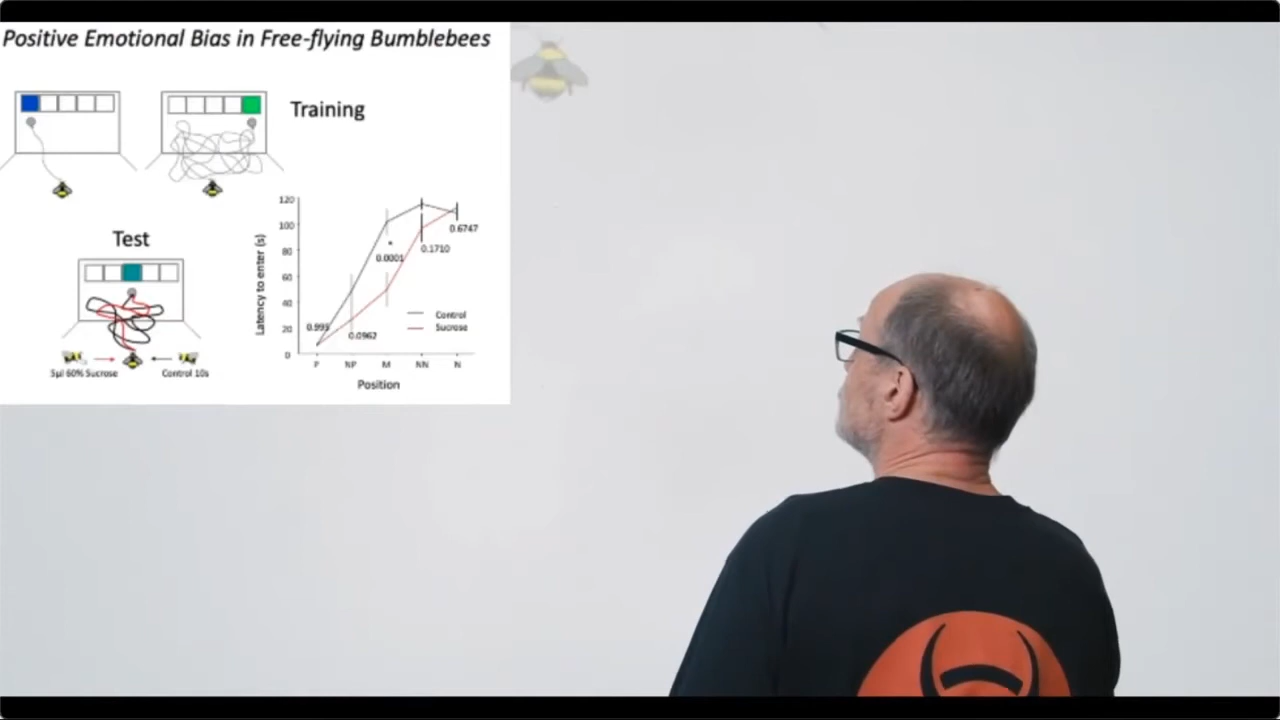 Positive Emotional Bias in Free-flying Bumblebees
Training
Test
5µl 60% Sucrose
Control 10s
Latency to enter (s)
120
100
80
60
40
20
0
0.995
0.0962
*
0.0001
0.1710
0.6747
Control
Sucrose
P
NP
M
NN
N
Position